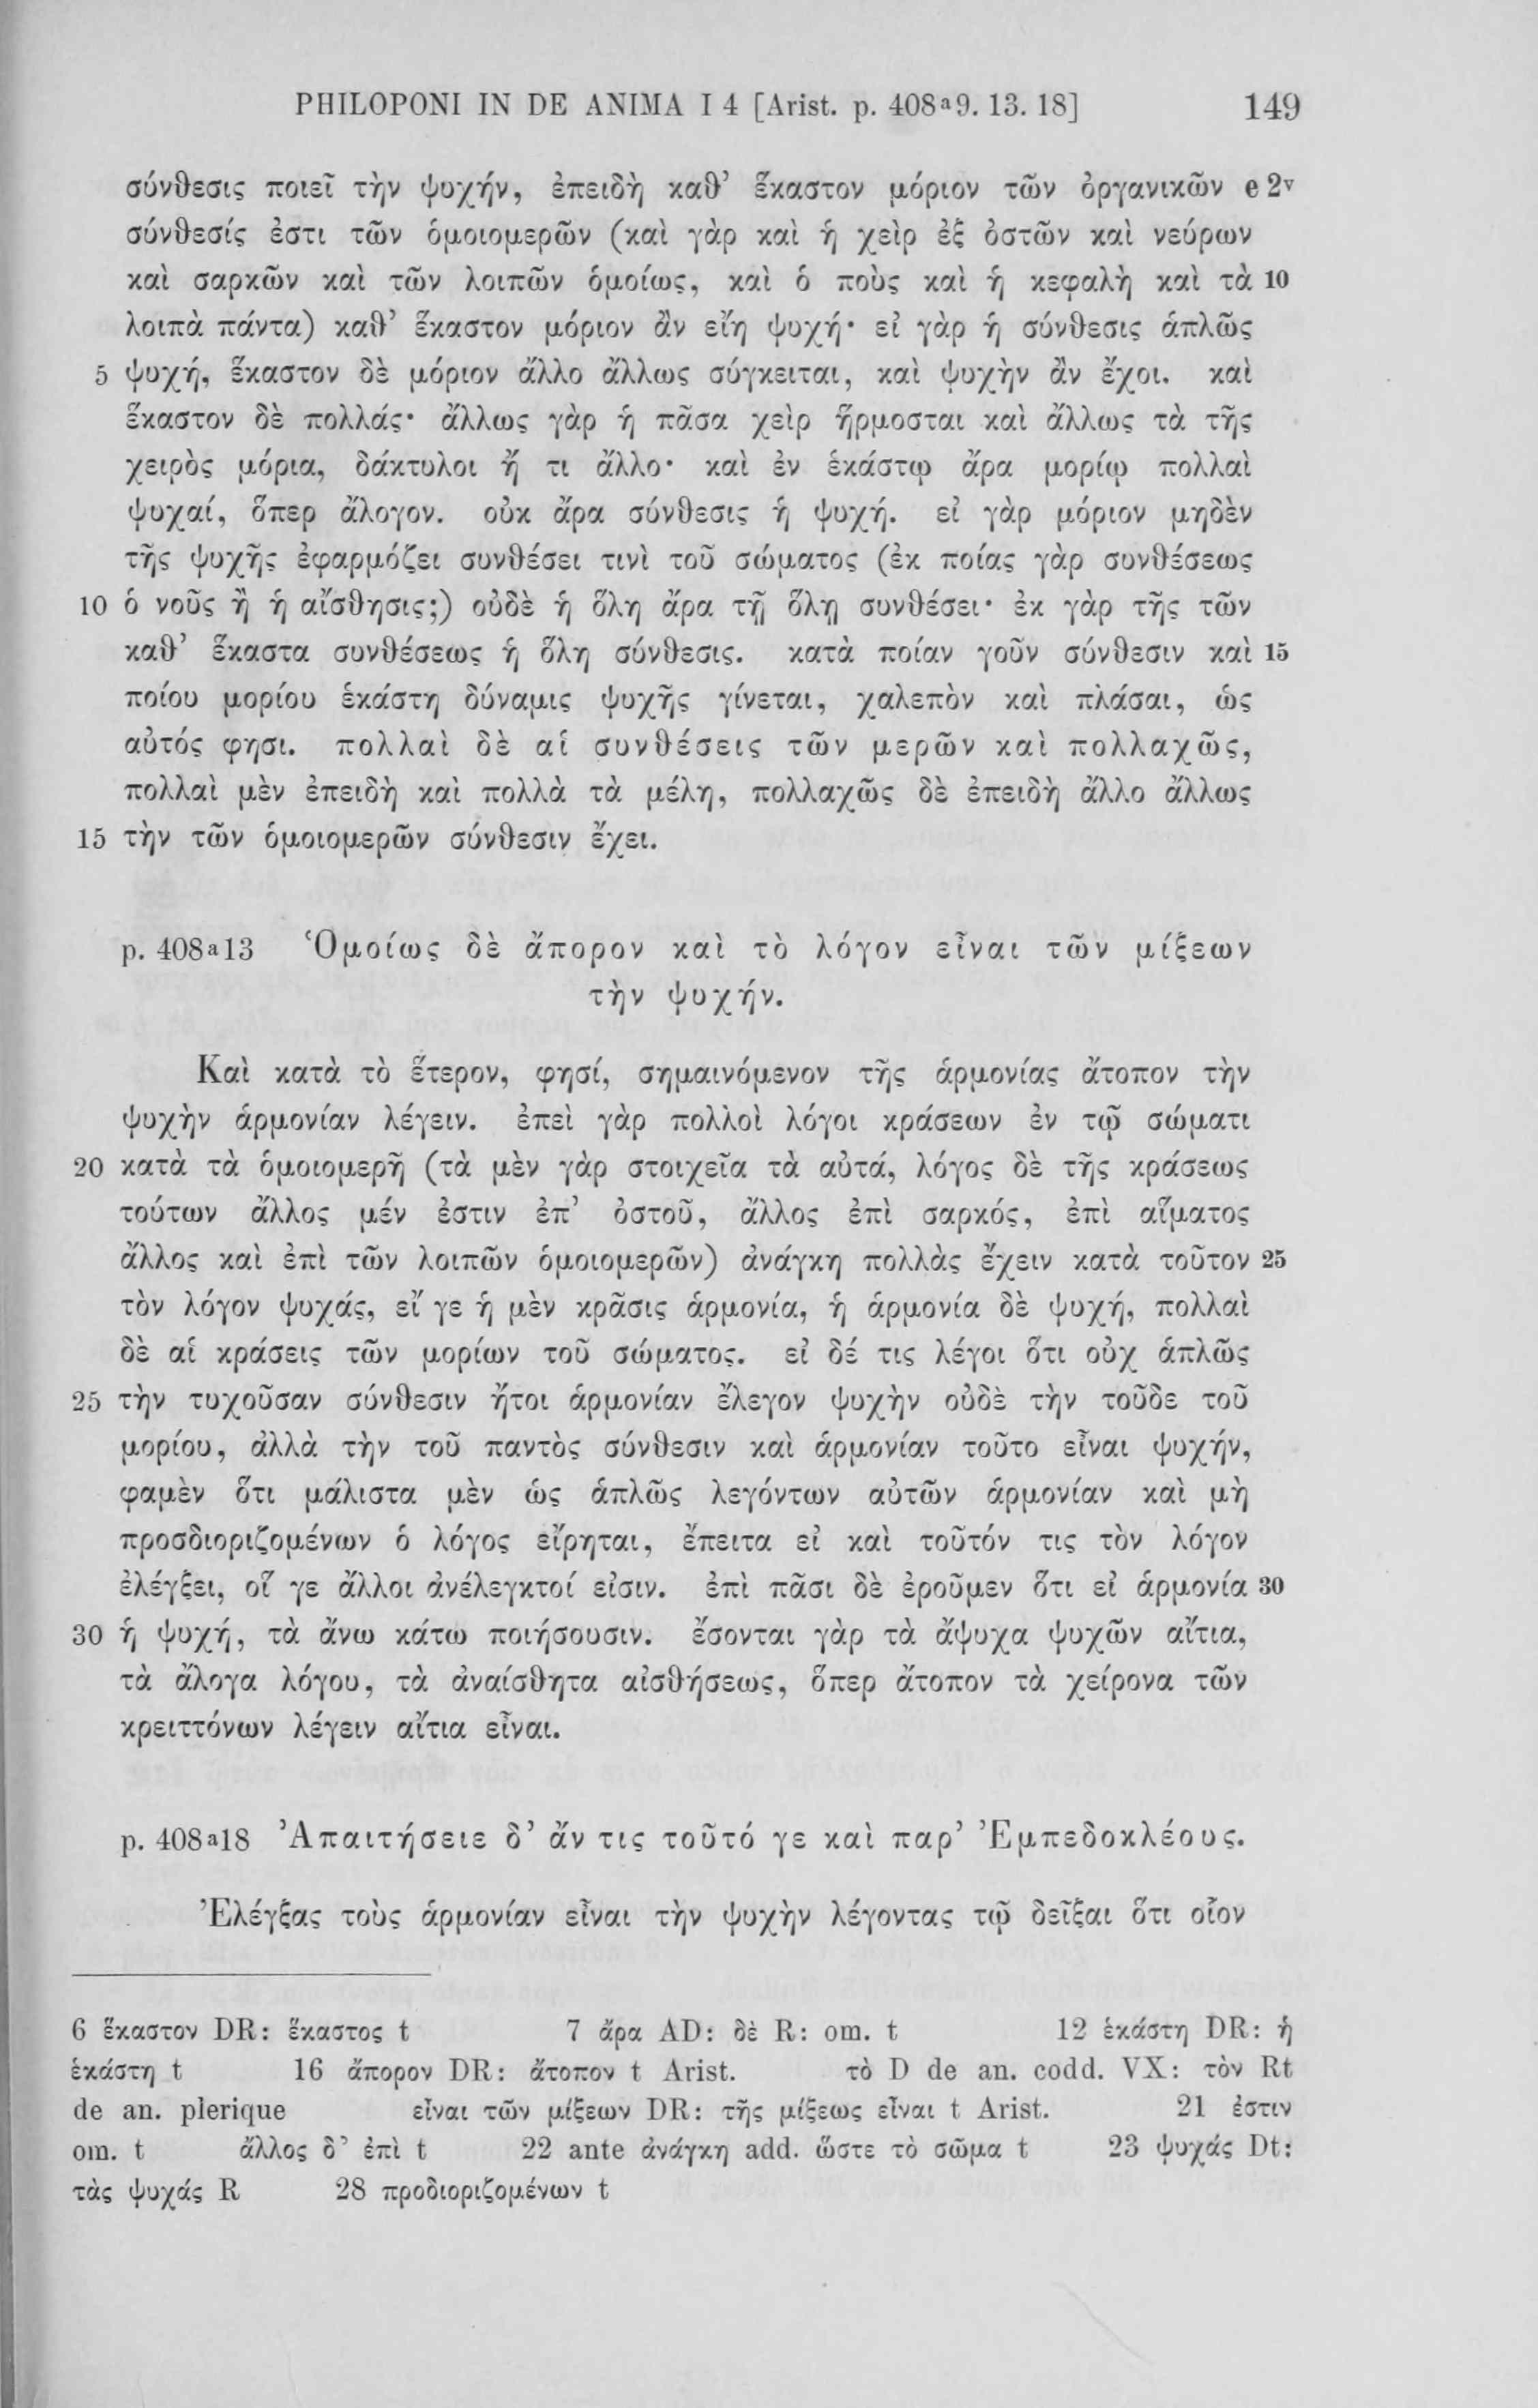 PHILOPONI IN DE ANIMA I 4 [Arist. p. 408ᵃ9. 13. 18] 149
σύνθεσις ποιεῖ τὴν ψυχήν, ἐπειδὴ καθ’ ἕκαστον μόριον τῶν ὀργανικῶν e 2ᵛ
σύνθεσίς ἐστι τῶν ὁμοιομερῶν (καὶ γὰρ καὶ ἡ χεὶρ ἐξ ὀστῶν καὶ νεύρων
καὶ σαρκῶν καὶ τῶν λοιπῶν ὁμοίως, καὶ ὁ ποὺς καὶ ἡ κεφαλὴ καὶ τὰ 10
λοιπὰ πάντα) καθ’ ἕκαστον μόριον ἂν εἴη ψυχή· εἰ γὰρ ἡ σύνθεσις ἁπλῶς
5 ψυχή, ἕκαστον δὲ μόριον ἄλλο ἄλλως σύγκειται, καὶ ψυχὴν ἂν ἔχοι. καὶ
ἕκαστον δὲ πολλάς· ἄλλως γὰρ ἡ πᾶσα χεὶρ ἥρμοσται καὶ ἄλλως τὰ τῆς
χειρὸς μόρια, δάκτυλοι ἤ τι ἄλλο· καὶ ἐν ἑκάστῳ ἄρα μορίῳ πολλαὶ
ψυχαί, ὅπερ ἄλογον. οὐκ ἄρα σύνθεσις ἡ ψυχή. εἰ γὰρ μόριον μηδὲν
τῆς ψυχῆς ἐφαρμόζει συνθέσει τινὶ τοῦ σώματος (ἐκ ποίας γὰρ συνθέσεως
10 ὁ νοῦς ἢ ἡ αἴσθησις;) οὐδὲ ἡ ὅλη ἄρα τῇ ὅλῃ συνθέσει· ἐκ γὰρ τῆς τῶν
καθ’ ἕκαστα συνθέσεως ἡ ὅλη σύνθεσις. κατὰ ποίαν γοῦν σύνθεσιν καὶ 15
ποίου μορίου ἑκάστη δύναμις ψυχῆς γίνεται, χαλεπὸν καὶ πλάσαι, ὡς
αὐτός φησι. πολλαὶ δὲ αἱ συνθέσεις τῶν μερῶν καὶ πολλαχῶς,
πολλαὶ μὲν ἐπειδὴ καὶ πολλὰ τὰ μέλη, πολλαχῶς δὲ ἐπειδὴ ἄλλο ἄλλως
15 τὴν τῶν ὁμοιομερῶν σύνθεσιν ἔχει.
p. 408ᵃ13 Ὁμοίως δὲ ἄπορον καὶ τὸ λόγον εἶναι τῶν μίξεων
τὴν ψυχήν.
Καὶ κατὰ τὸ ἕτερον, φησί, σημαινόμενον τῆς ἁρμονίας ἄτοπον τὴν
ψυχὴν ἁρμονίαν λέγειν. ἐπεὶ γὰρ πολλοὶ λόγοι κράσεων ἐν τῷ σώματι
20 κατὰ τὰ ὁμοιομερῆ (τὰ μὲν γὰρ στοιχεῖα τὰ αὐτά, λόγος δὲ τῆς κράσεως
τούτων ἄλλος μέν ἐστιν ἐπ’ ὀστοῦ, ἄλλος ἐπὶ σαρκός, ἐπὶ αἵματος
ἄλλος καὶ ἐπὶ τῶν λοιπῶν ὁμοιομερῶν) ἀνάγκη πολλὰς ἔχειν κατὰ τοῦτον 25
τὸν λόγον ψυχάς, εἴ γε ἡ μὲν κρᾶσις ἁρμονία, ἡ ἁρμονία δὲ ψυχή, πολλαὶ
δὲ αἱ κράσεις τῶν μορίων τοῦ σώματος. εἰ δέ τις λέγοι ὅτι οὐχ ἁπλῶς
25 τὴν τυχοῦσαν σύνθεσιν ἤτοι ἁρμονίαν ἔλεγον ψυχὴν οὐδὲ τὴν τοῦδε τοῦ
μορίου, ἀλλὰ τὴν τοῦ παντὸς σύνθεσιν καὶ ἁρμονίαν τοῦτο εἶναι ψυχήν,
φαμὲν ὅτι μάλιστα μὲν ὡς ἁπλῶς λεγόντων αὐτῶν ἁρμονίαν καὶ μὴ
προσδιοριζομένων ὁ λόγος εἴρηται, ἔπειτα εἰ καὶ τοῦτόν τις τὸν λόγον
ἐλέγξει, οἵ γε ἄλλοι ἀνέλεγκτοί εἰσιν. ἐπὶ πᾶσι δὲ ἐροῦμεν ὅτι εἰ ἁρμονία 30
30 ἡ ψυχή, τὰ ἄνω κάτω ποιήσουσιν. ἔσονται γὰρ τὰ ἄψυχα ψυχῶν αἴτια,
τὰ ἄλογα λόγου, τὰ ἀναίσθητα αἰσθήσεως, ὅπερ ἄτοπον τὰ χείρονα τῶν
κρειττόνων λέγειν αἴτια εἶναι.
p. 408ᵃ18 Ἀπαιτήσειε δ’ ἄν τις τοῦτό γε καὶ παρ’ Ἐμπεδοκλέους.
Ἐλέγξας τοὺς ἁρμονίαν εἶναι τὴν ψυχὴν λέγοντας τῷ δεῖξαι ὅτι οἷον
6 ἕκαστον DR: ἕκαστος t 7 ἄρα AD: δὲ R: om. t 12 ἑκάστη DR: ἡ
ἑκάστη t 16 ἄπορον DR: ἄτοπον t Arist. τὸ D de an. codd. VX: τὸν Rt
de an. plerique εἶναι τῶν μίξεων DR: τῆς μίξεως εἶναι t Arist. 21 ἐστιν
om. t ἄλλος δ’ ἐπὶ t 22 ante ἀνάγκη add. ὥστε τὸ σῶμα t 23 ψυχάς Dt:
τὰς ψυχάς R 28 προδιοριζομένων t